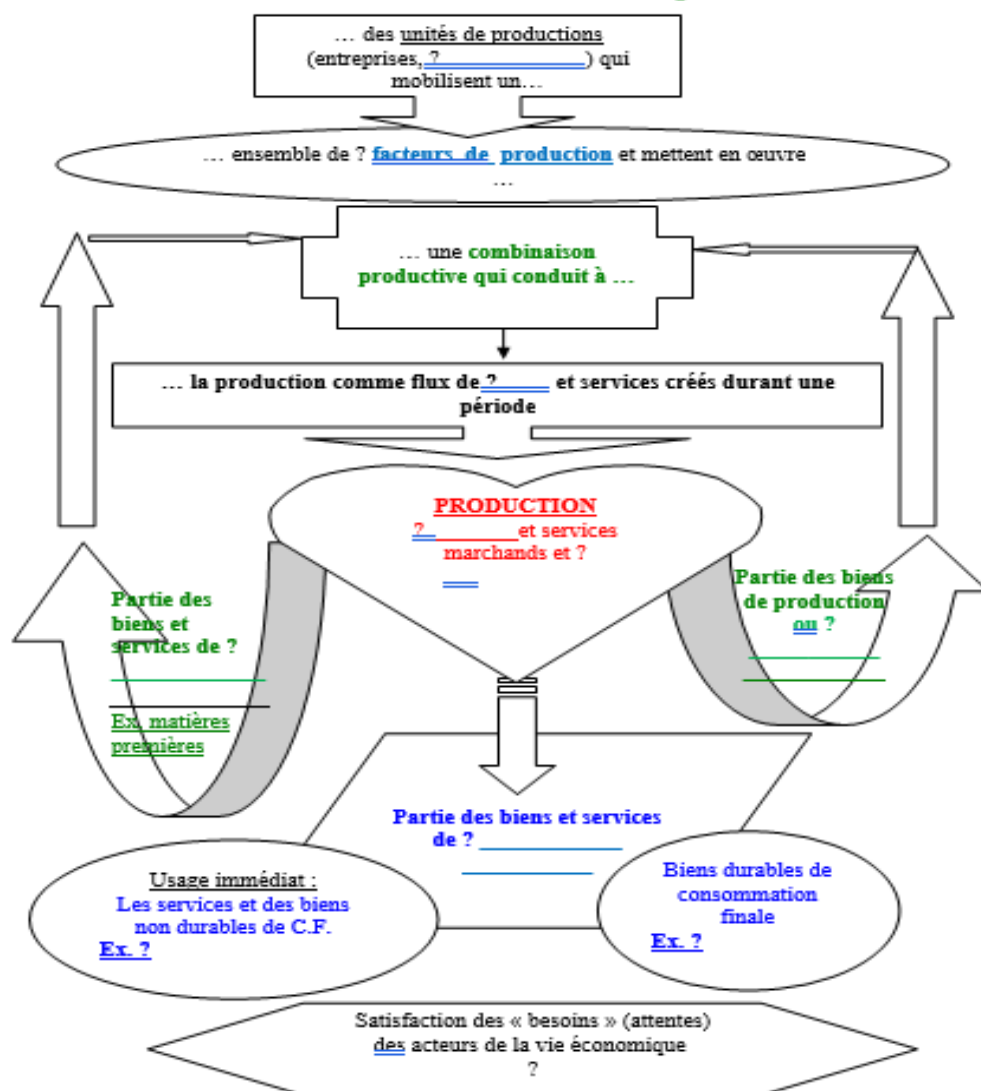 … des unités de productions
(entreprises, ?) qui
mobilisent un…
… ensemble de ? facteurs de production et mettent en œuvre
…
… une combinaison
productive qui conduit à …
… la production comme flux de ? et services créés durant une
période
PRODUCTION
? et services
marchands et ?
Partie des
biens et
services de ?
Ex. matières
premières
Partie des biens
de production
ou ?
Partie des biens et services
de ?
Usage immédiat :
Les services et des biens
non durables de C.F.
Ex. ?
Biens durables de
consommation
finale
Ex. ?
Satisfaction des « besoins » (attentes)
des acteurs de la vie économique
?